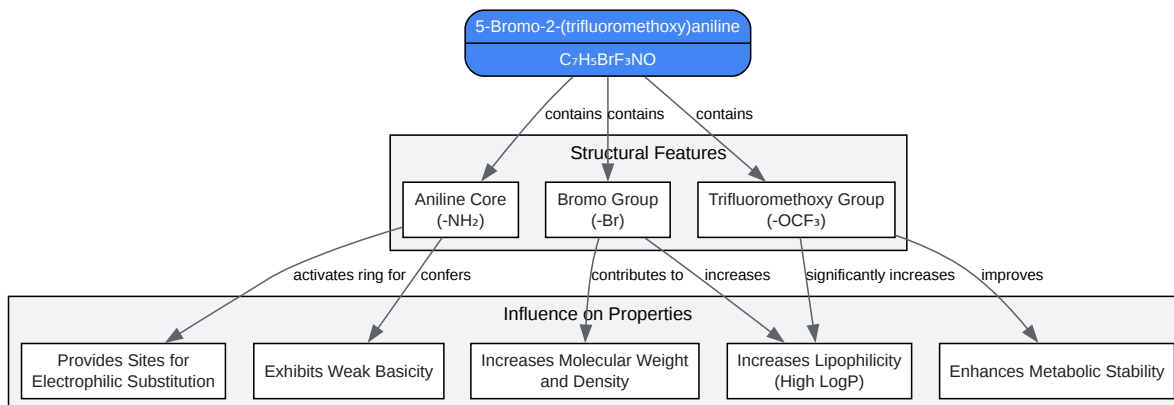 5-Bromo-2-(trifluoromethoxy)aniline
C₇H₅BrF₃NO
contains
contains
contains
Structural Features
Aniline Core
(-NH₂)
Bromo Group
(-Br)
Trifluoromethoxy Group
(-OCF₃)
activates ring for
confers
contributes to
increases
significantly increases
improves
Influence on Properties
Provides Sites for
Electrophilic Substitution
Exhibits Weak Basicity
Increases Molecular Weight
and Density
Increases Lipophilicity
(High LogP)
Enhances Metabolic Stability